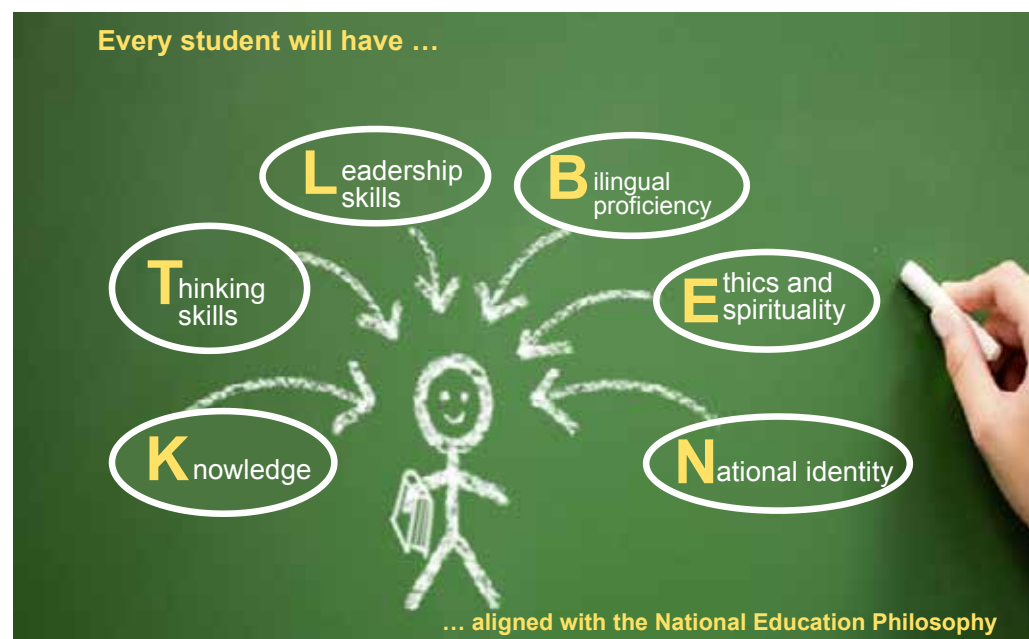 Every student will have …
Leadership
skills
Bilingual
proficiency
Thinking
skills
Ethics and
spirituality
Knowledge
National identity
… aligned with the National Education Philosophy